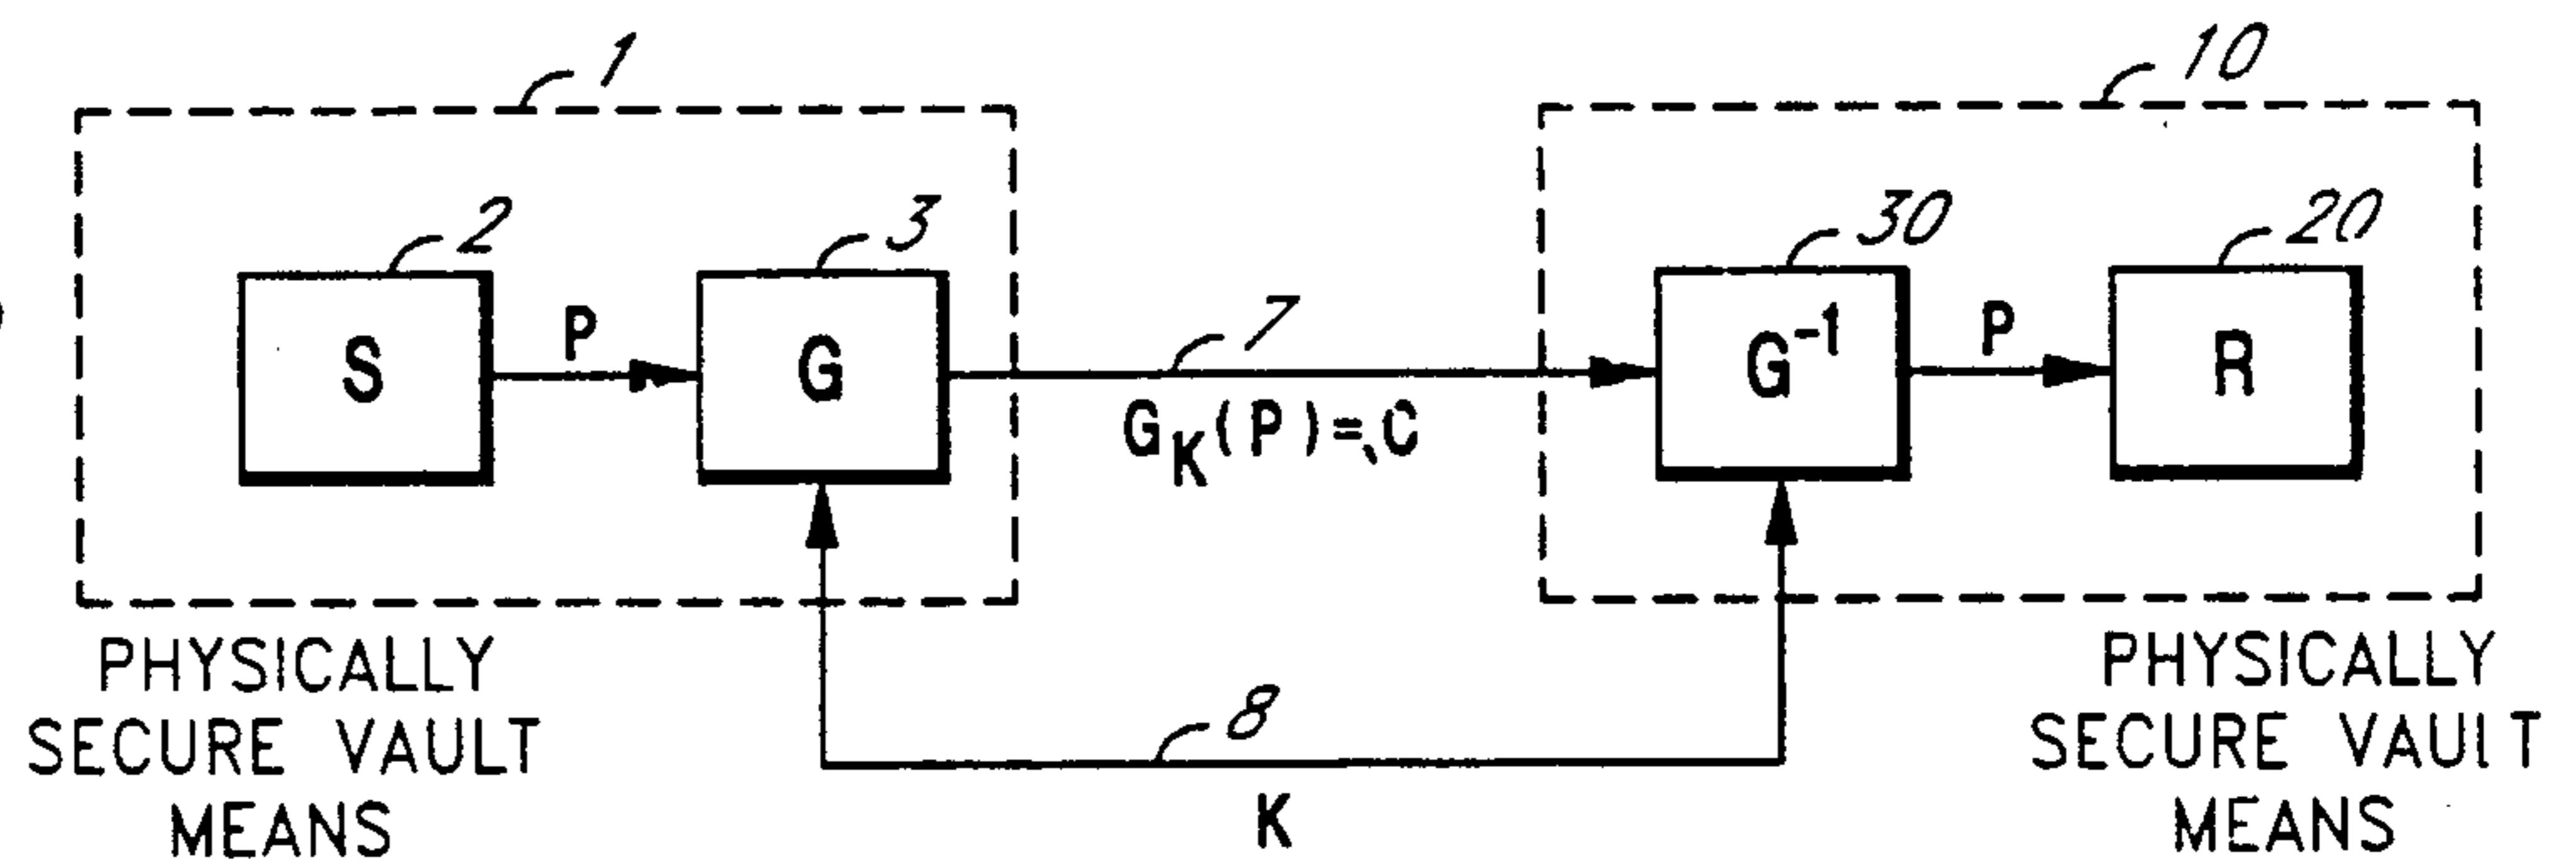 1
10
2
3
30
20
S
P
G
7
G⁻¹
P
R
G_K(P)=C
PHYSICALLY
SECURE VAULT
MEANS
8
K
PHYSICALLY
SECURE VAULT
MEANS